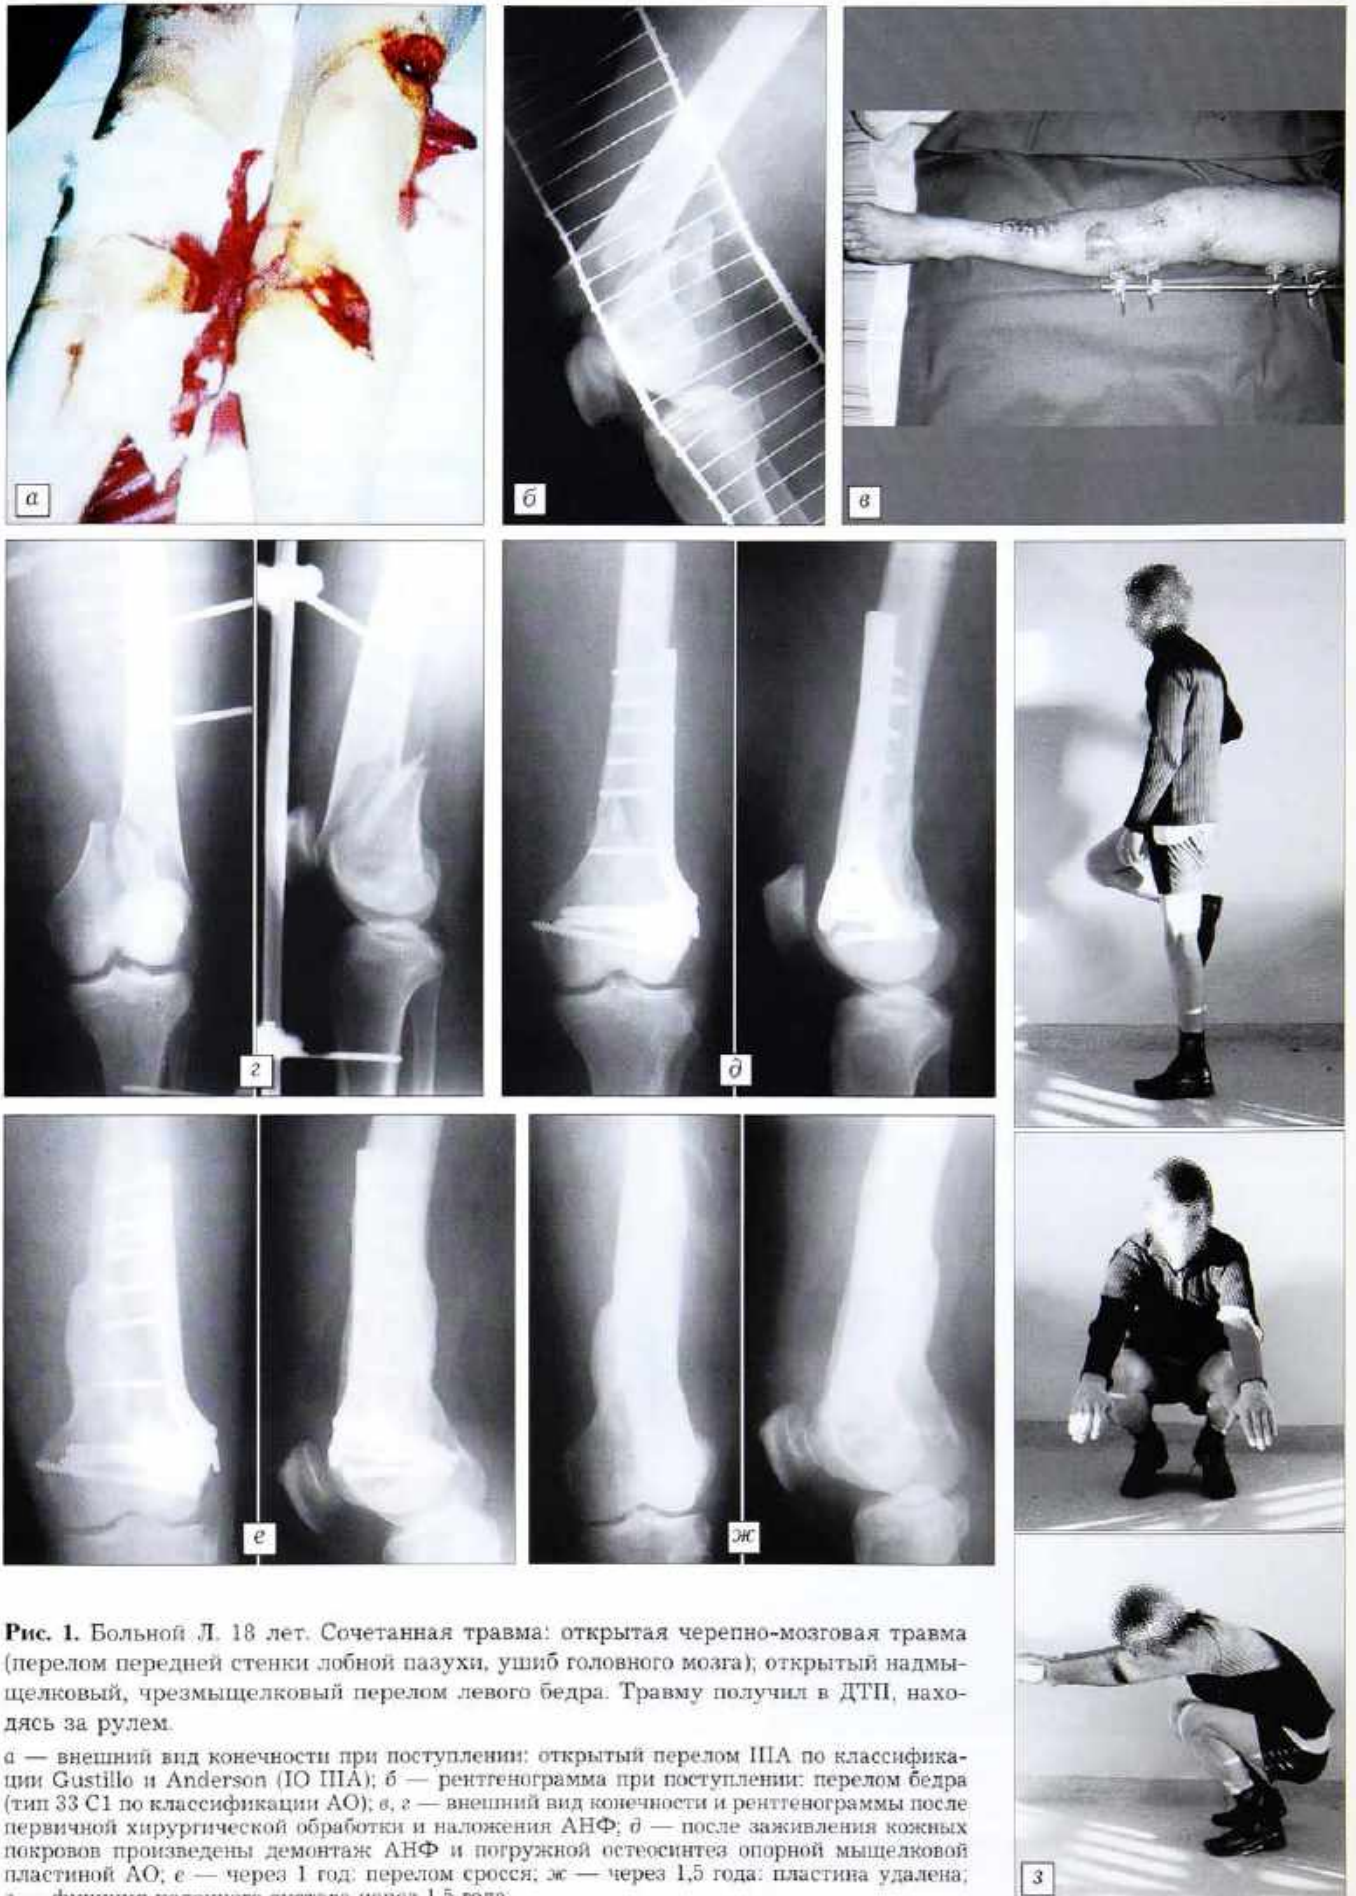 а
б
в
г
д
е
ж
з
Рис. 1. Больной Л. 18 лет. Сочетанная травма: открытая черепно-мозговая травма
(перелом передней стенки лобной пазухи, ушиб головного мозга); открытый надмы-
щелковый, чрезмыщелковый перелом левого бедра. Травму получил в ДТП, нахо-
дясь за рулем.
а — внешний вид конечности при поступлении: открытый перелом IIIА по классифика-
ции Gustillo и Anderson (IO IIIA); б — рентгенограмма при поступлении: перелом бедра
(тип 33 С1 по классификации АО); в, г — внешний вид конечности и рентгенограммы после
первичной хирургической обработки и наложения АНФ; д — после заживления кожных
покровов произведены демонтаж АНФ и погружной остеосинтез опорной мыщелковой
пластиной АО; е — через 1 год: перелом сросся; ж — через 1,5 года: пластина удалена;